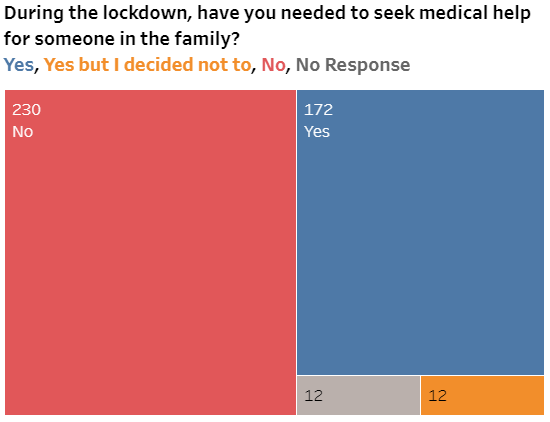 During the lockdown, have you needed to seek medical help
for someone in the family?
Yes, Yes but I decided not to, No, No Response
230
No
172
Yes
12
12